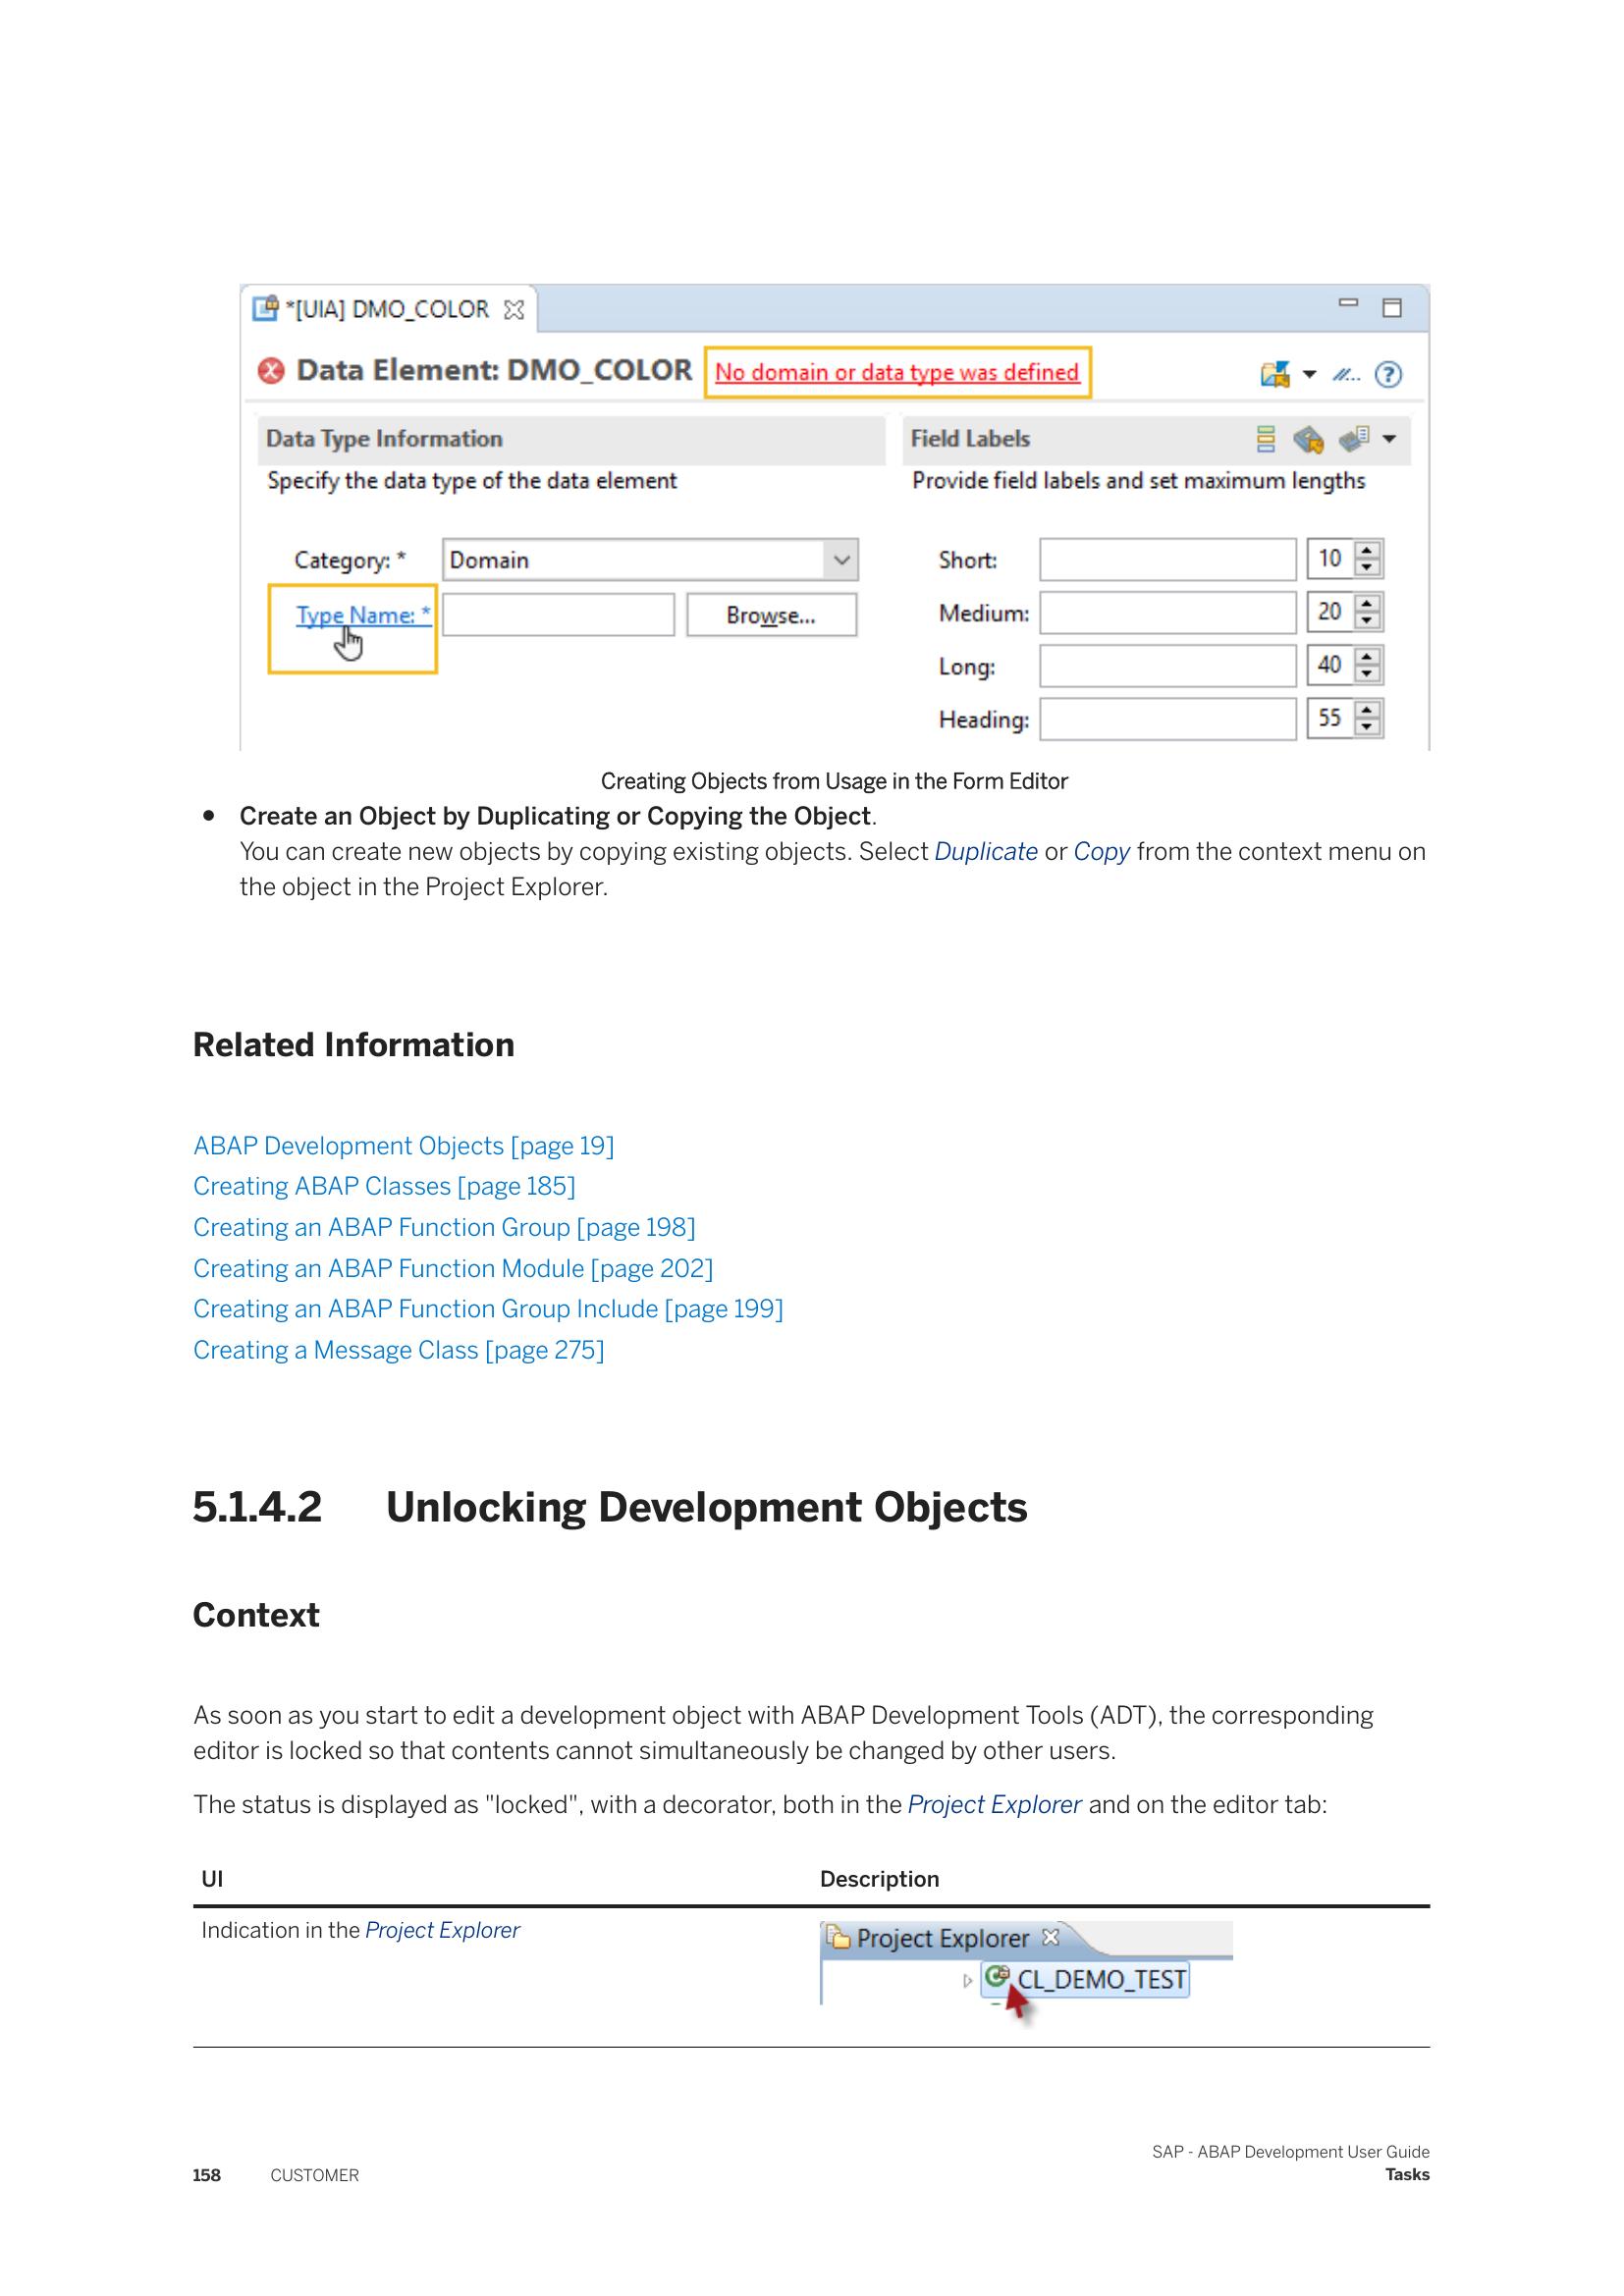 *[UIA] DMO_COLOR
Data Element: DMO_COLOR No domain or data type was defined
Data Type Information
Specify the data type of the data element
Category: * Domain
Type Name: * Browse...
Field Labels
Provide field labels and set maximum lengths
Short: 10
Medium: 20
Long: 40
Heading: 55
Creating Objects from Usage in the Form Editor
• Create an Object by Duplicating or Copying the Object.
You can create new objects by copying existing objects. Select Duplicate or Copy from the context menu on
the object in the Project Explorer.
Related Information
ABAP Development Objects [page 19]
Creating ABAP Classes [page 185]
Creating an ABAP Function Group [page 198]
Creating an ABAP Function Module [page 202]
Creating an ABAP Function Group Include [page 199]
Creating a Message Class [page 275]
5.1.4.2 Unlocking Development Objects
Context
As soon as you start to edit a development object with ABAP Development Tools (ADT), the corresponding
editor is locked so that contents cannot simultaneously be changed by other users.
The status is displayed as "locked", with a decorator, both in the Project Explorer and on the editor tab:
UI Description
Indication in the Project Explorer
Project Explorer
CL_DEMO_TEST
SAP - ABAP Development User Guide
158 CUSTOMER Tasks